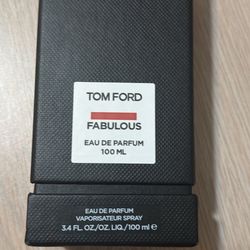 TOM FORD
FABULOUS
EAU DE PARFUM
100 ML
EAU DE PARFUM
VAPORISATEUR SPRAY
3.4 FL. OZ./OZ. LIQ./100 ml e